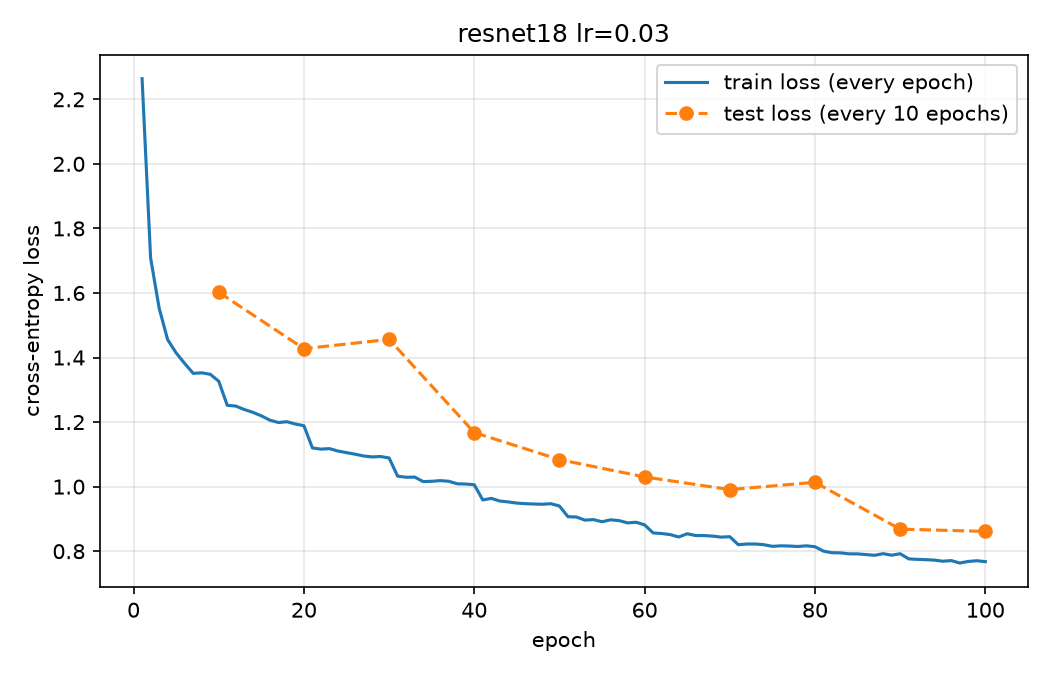 resnet18 lr=0.03
train loss (every epoch)
test loss (every 10 epochs)
cross-entropy loss
2.2
2.0
1.8
1.6
1.4
1.2
1.0
0.8
0 20 40 60 80 100
epoch